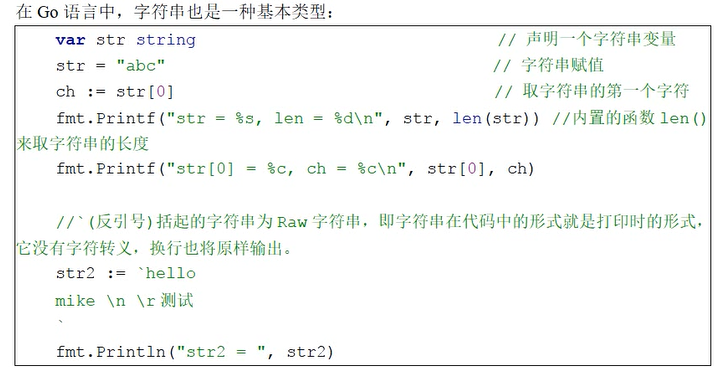 在 Go 语言中，字符串也是一种基本类型：
var str string // 声明一个字符串变量
str = "abc" // 字符串赋值
ch := str[0] // 取字符串的第一个字符
fmt.Printf("str = %s, len = %d\n", str, len(str)) //内置的函数 len()
来取字符串的长度
fmt.Printf("str[0] = %c, ch = %c\n", str[0], ch)
//`(反引号)括起的字符串为 Raw 字符串，即字符串在代码中的形式就是打印时的形式，
它没有字符转义，换行也将原样输出。
str2 := `hello
mike \n \r 测试
`
fmt.Println("str2 = ", str2)